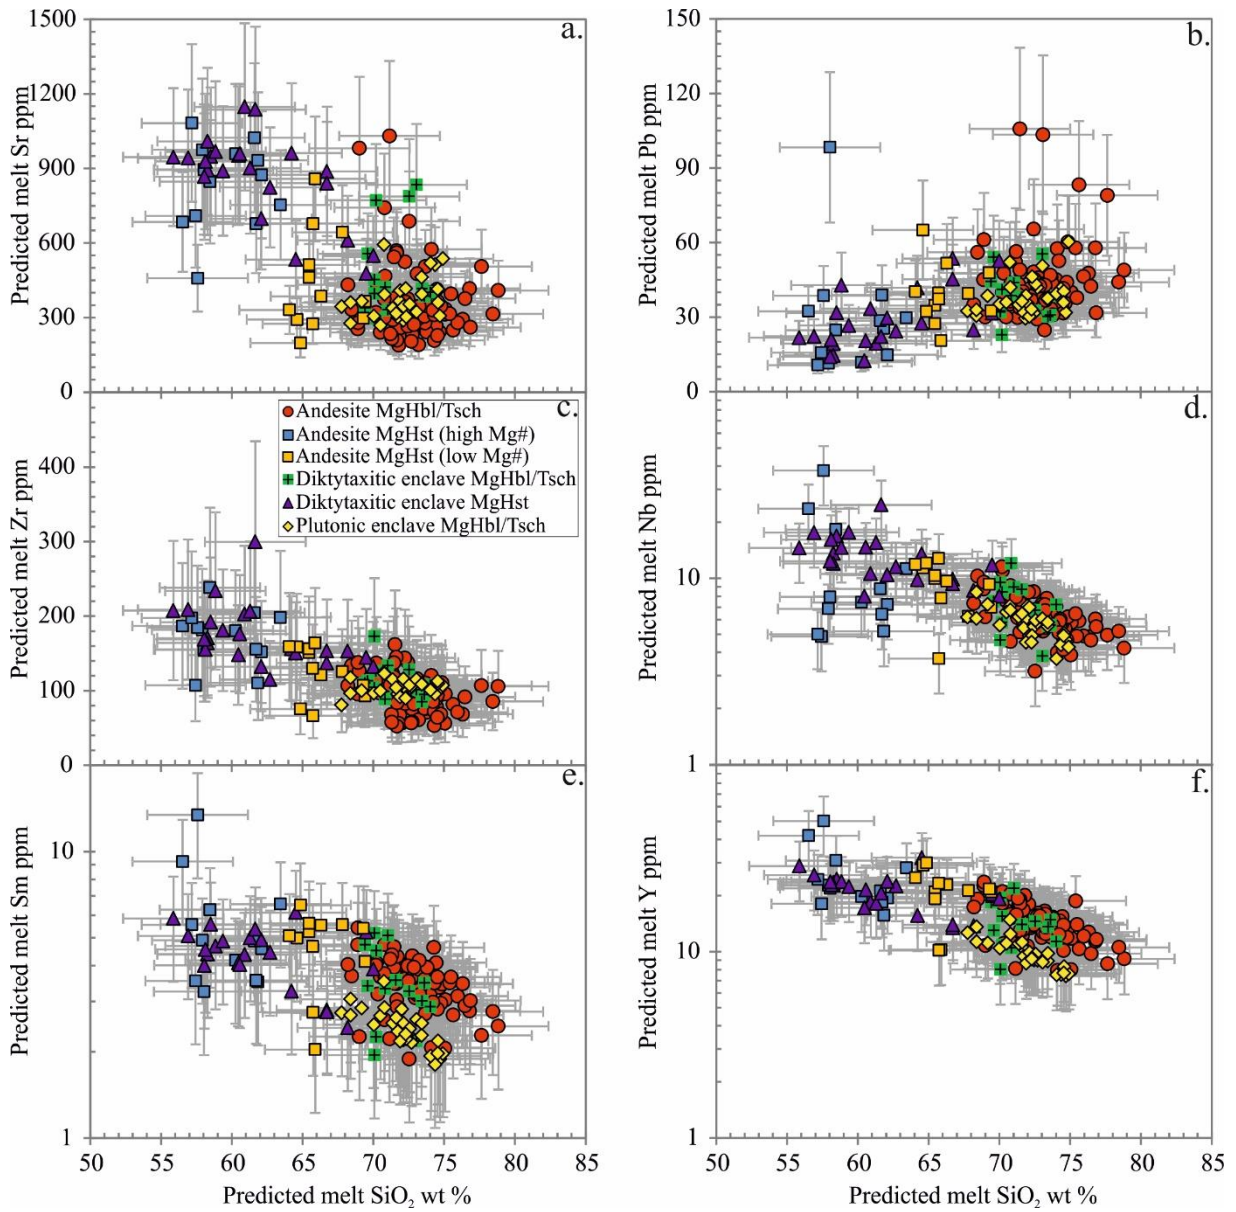 1500
1200
900
600
300
0
Predicted melt Sr ppm
a.
150
120
90
60
30
0
Predicted melt Pb ppm
b.
400
300
200
100
0
Predicted melt Zr ppm
c.
Andesite MgHbl/Tsch
Andesite MgHst (high Mg#)
Andesite MgHst (low Mg#)
Diktytaxitic enclave MgHbl/Tsch
Diktytaxitic enclave MgHst
Plutonic enclave MgHbl/Tsch
10
1
Predicted melt Nb ppm
d.
10
1
Predicted melt Sm ppm
e.
50 55 60 65 70 75 80 85
Predicted melt SiO₂ wt %
10
1
Predicted melt Y ppm
f.
50 55 60 65 70 75 80 85
Predicted melt SiO₂ wt %